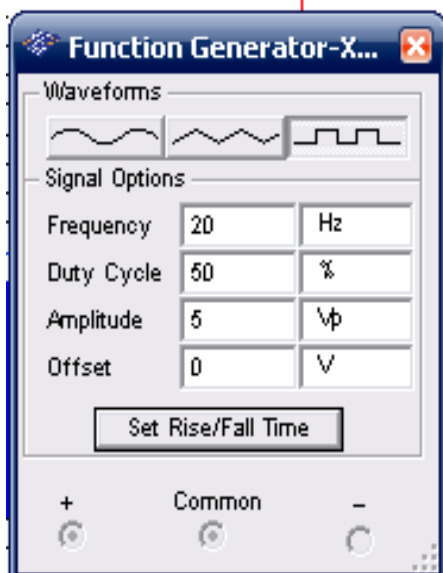 Function Generator-X...
Waveforms
Signal Options
Frequency 20 Hz
Duty Cycle 50 %
Amplitude 5 Vp
Offset 0 V
Set Rise/Fall Time
+ Common -